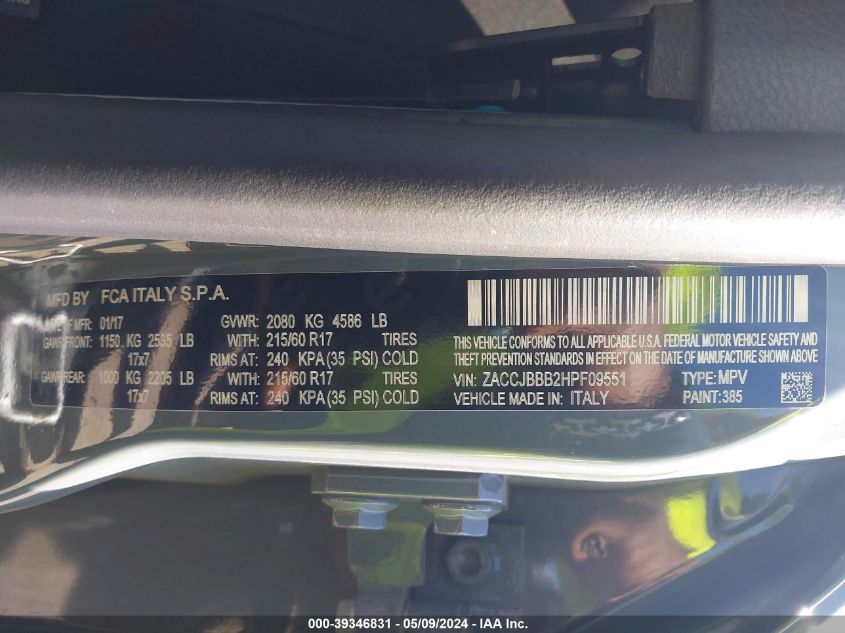 MFD BY FCA ITALY S.P.A.
OF MFR: 01/17 GVWR: 2080 KG 4586 LB
GAWR FRONT: 1150 KG 2535 LB WITH: 215/60 R17 TIRES
17x7 RIMS AT: 240 KPA(35 PSI) COLD
GAWR REAR: 1000 KG 2205 LB WITH: 215/60 R17 TIRES
17x7 RIMS AT: 240 KPA(35 PSI) COLD
THIS VEHICLE CONFORMS TO ALL APPLICABLE U.S.A. FEDERAL MOTOR VEHICLE SAFETY AND
THEFT PREVENTION STANDARDS IN EFFECT ON THE DATE OF MANUFACTURE SHOWN ABOVE.
VIN: ZACCJBBB2HPF09551 TYPE: MPV
VEHICLE MADE IN: ITALY PAINT:385
000-39346831 - 05/09/2024 - IAA Inc.